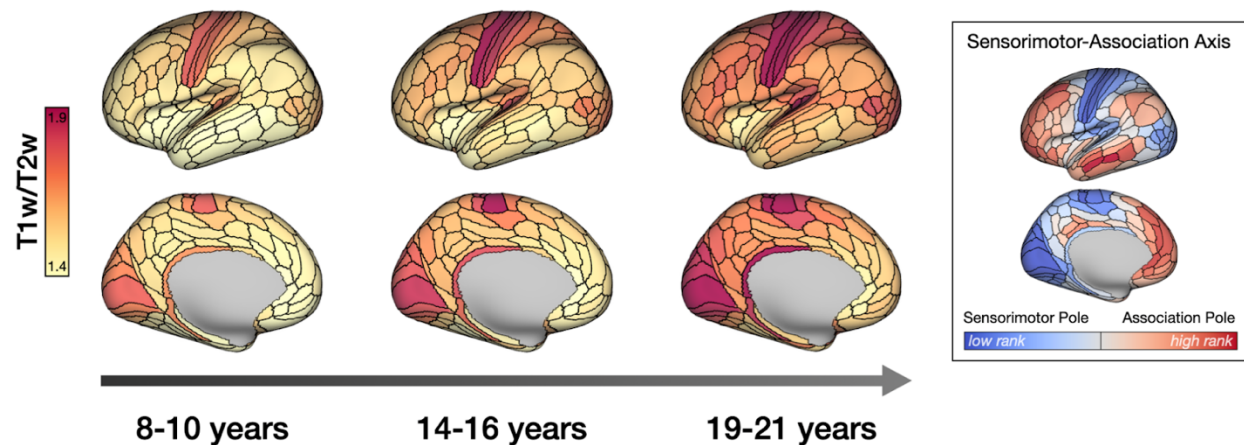 Sensorimotor-Association Axis
1.9
T1w/T2w
1.4
Sensorimotor Pole
Association Pole
low rank
high rank
8-10 years
14-16 years
19-21 years